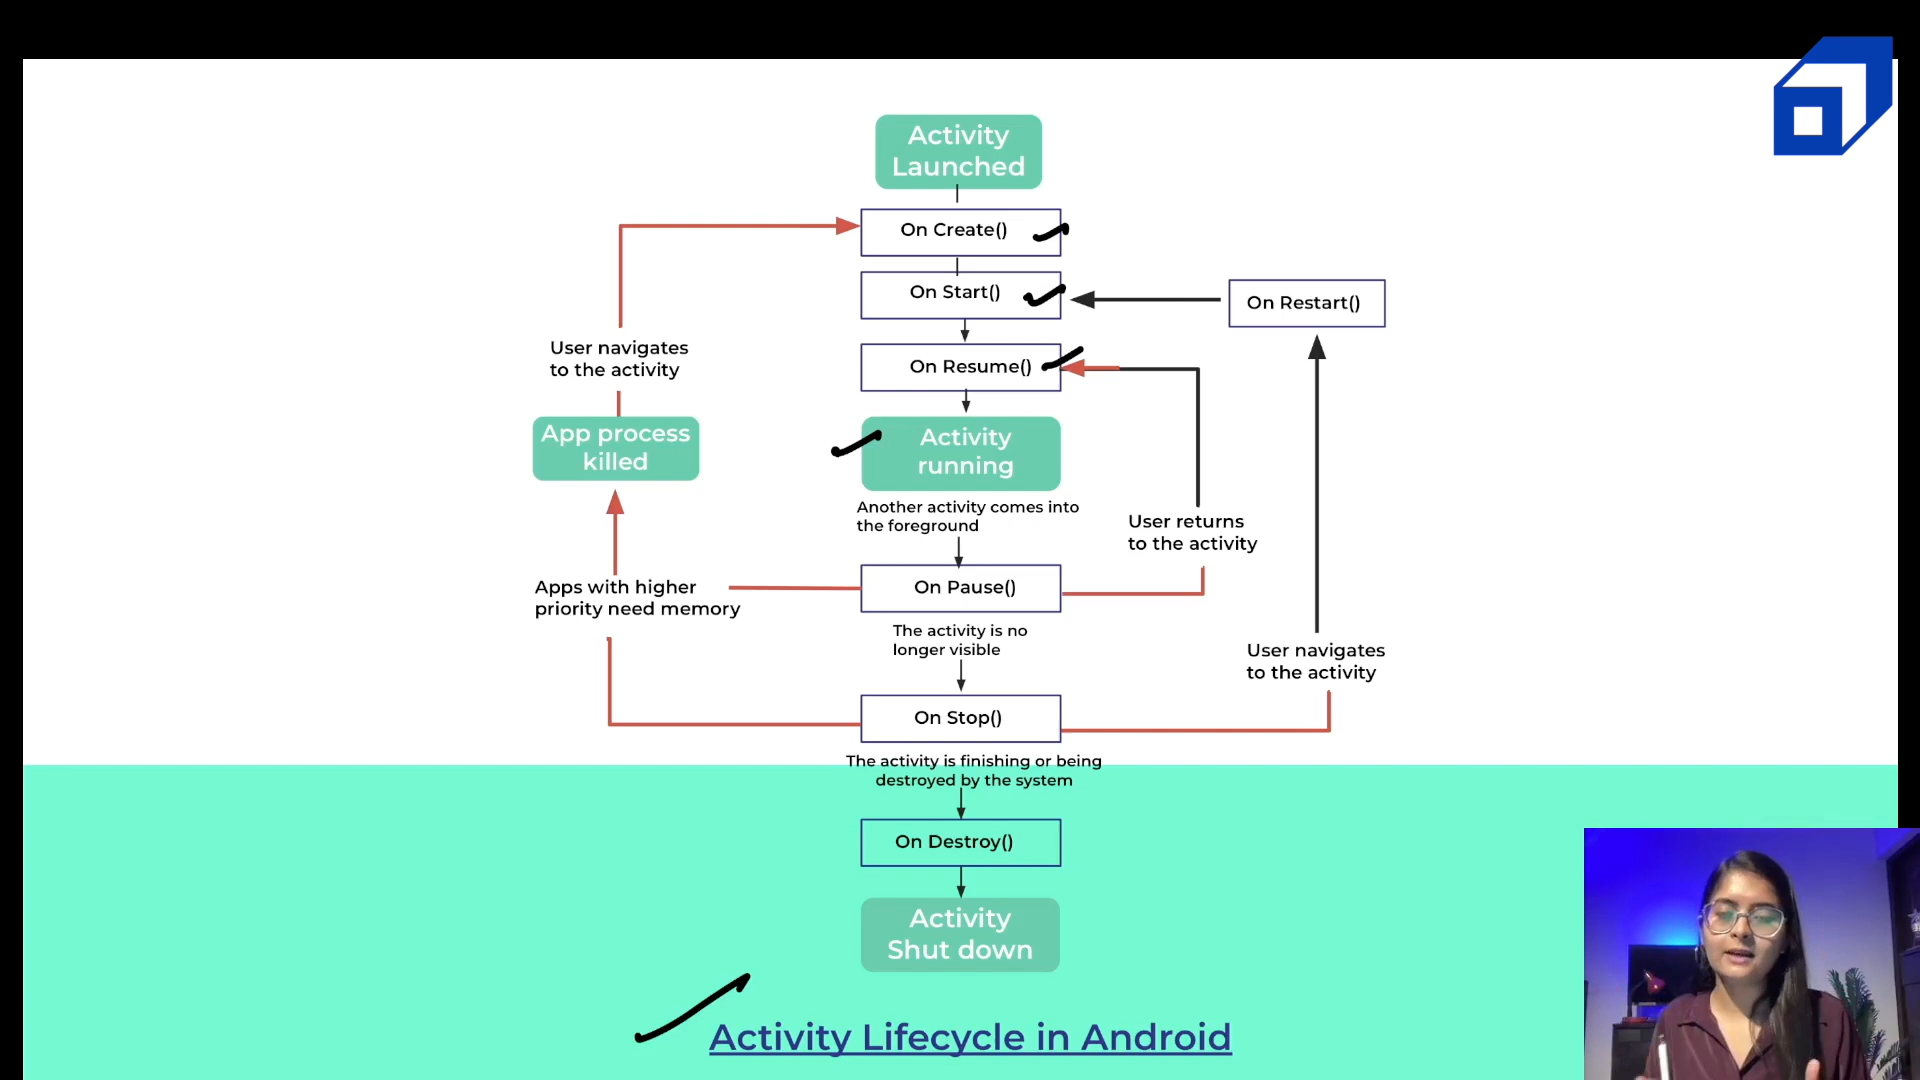 Activity
Launched
On Create()
On Start()
On Restart()
User navigates
to the activity
On Resume()
App process
killed
Activity
running
Another activity comes into
the foreground
User returns
to the activity
Apps with higher
priority need memory
On Pause()
The activity is no
longer visible
User navigates
to the activity
On Stop()
The activity is finishing or being
destroyed by the system
On Destroy()
Activity
Shut down
Activity Lifecycle in Android